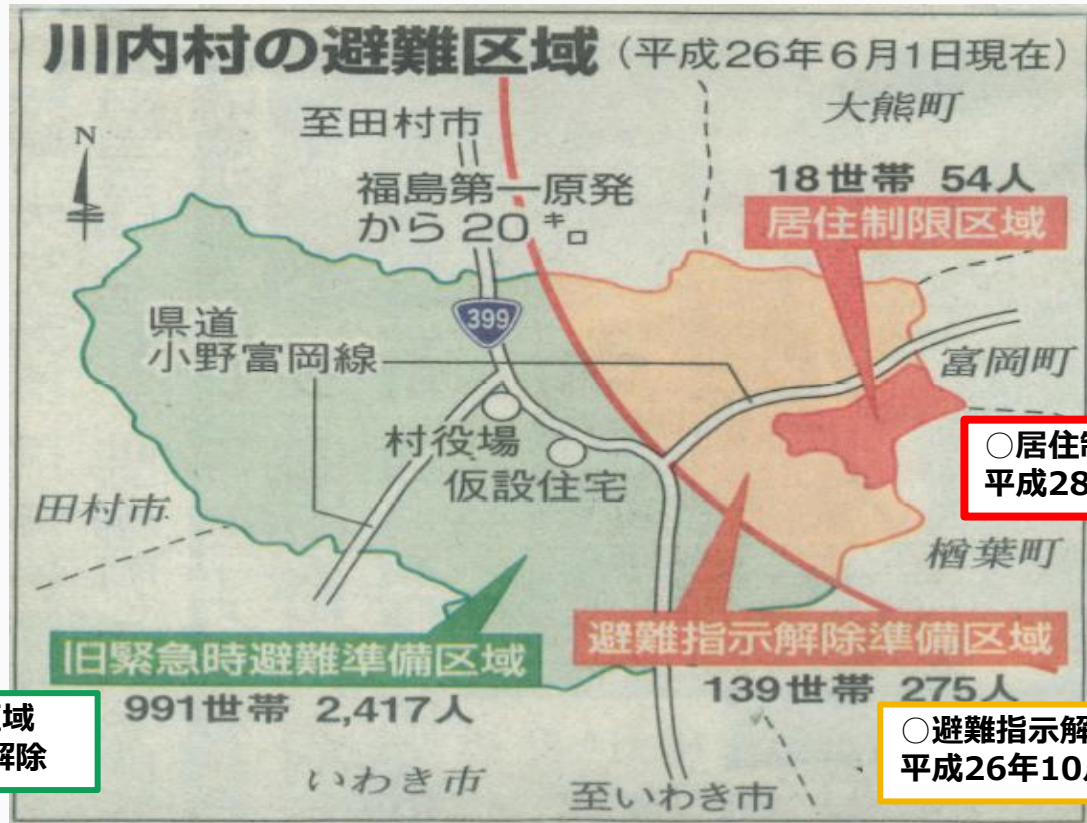 川内村の避難区域(平成26年6月1日現在)
大熊町
至田村市
N
18世帯 54人
福島第一原発
から20㌔
居住制限区域
399
県道
小野富岡線
富岡町
村役場
○居住制
平成28
仮設住宅
田村市
楢葉町
避難指示解除準備区域
旧緊急時避難準備区域
139世帯 275人
991世帯 2,417人
域
解除
○避難指示解
平成26年10月
いわき市
至いわき市